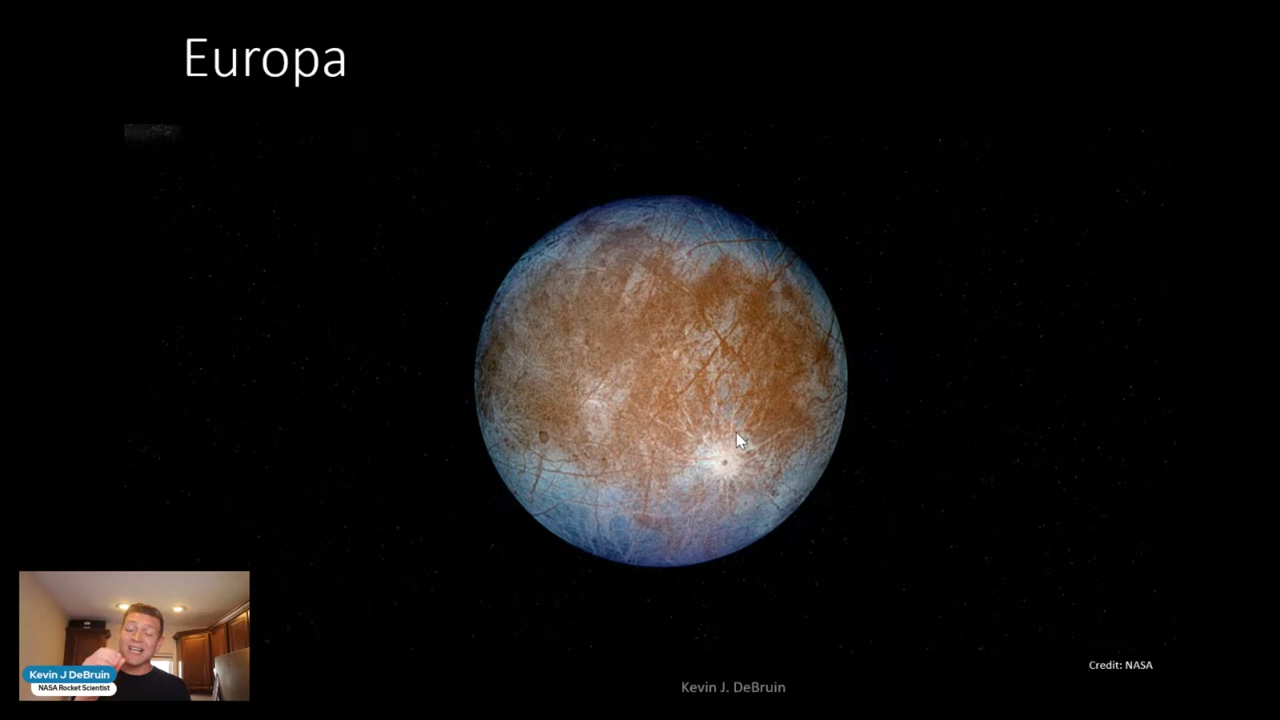 Europa
Credit: NASA
Kevin J DeBruin
NASA Rocket Scientist
Kevin J. DeBruin